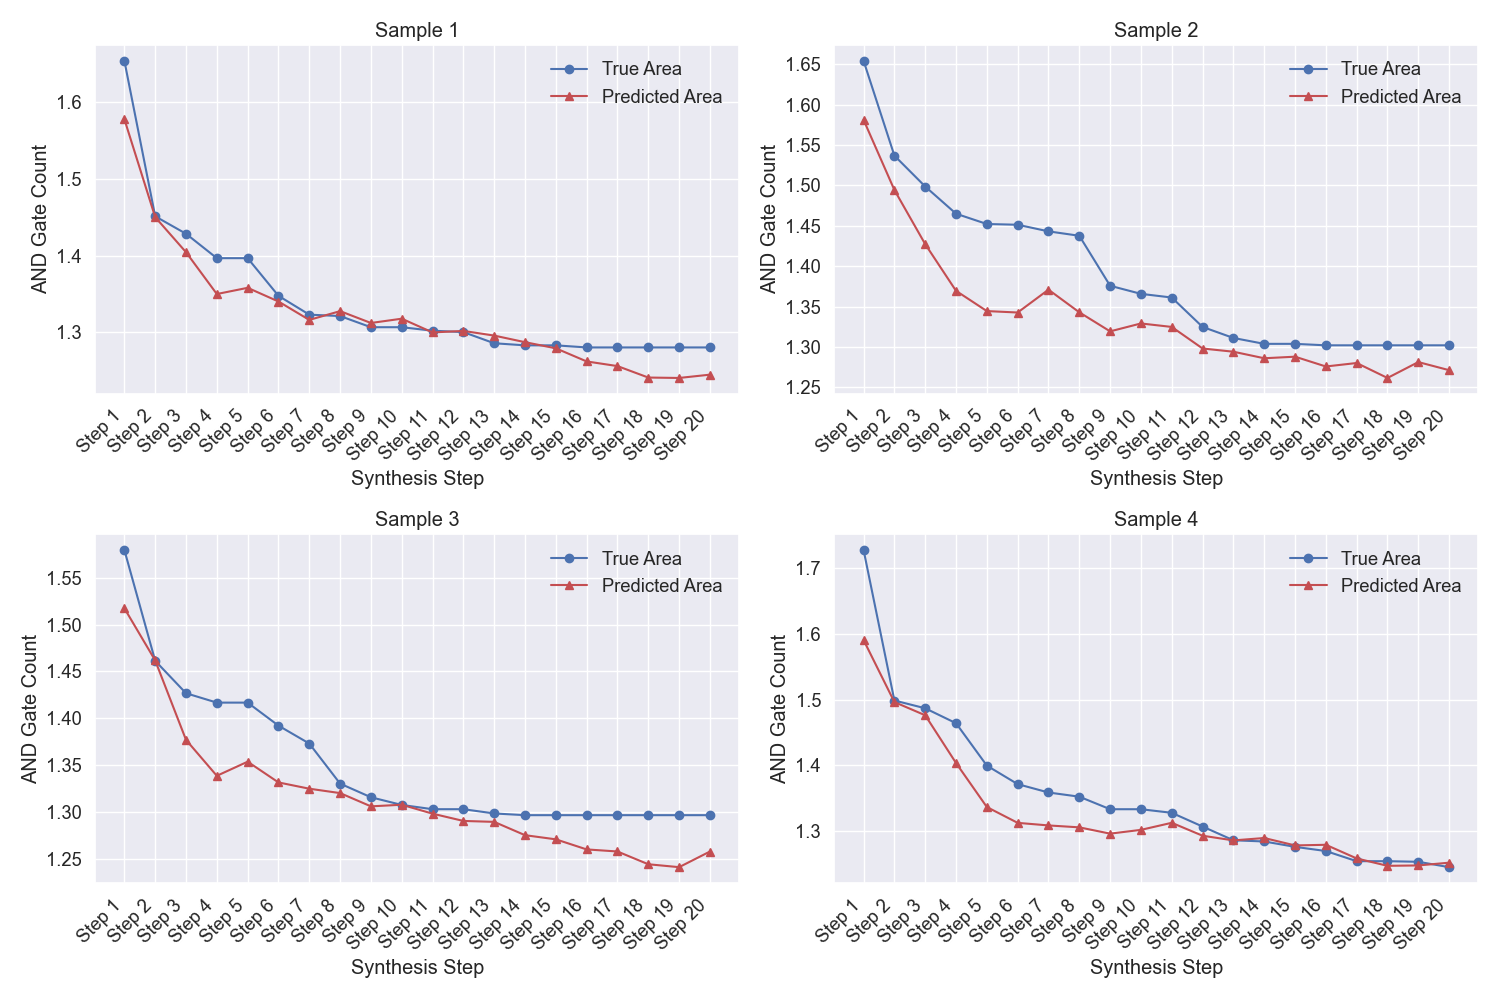 Sample 1
True Area
Predicted Area
1.6
1.5
1.4
1.3
AND Gate Count
Step 1
Step 2
Step 3
Step 4
Step 5
Step 6
Step 7
Step 8
Step 9
Step 10
Step 11
Step 12
Step 13
Step 14
Step 15
Step 16
Step 17
Step 18
Step 19
Step 20
Synthesis Step
Sample 2
True Area
Predicted Area
1.65
1.60
1.55
1.50
1.45
1.40
1.35
1.30
1.25
AND Gate Count
Step 1
Step 2
Step 3
Step 4
Step 5
Step 6
Step 7
Step 8
Step 9
Step 10
Step 11
Step 12
Step 13
Step 14
Step 15
Step 16
Step 17
Step 18
Step 19
Step 20
Synthesis Step
Sample 3
True Area
Predicted Area
1.55
1.50
1.45
1.40
1.35
1.30
1.25
AND Gate Count
Step 1
Step 2
Step 3
Step 4
Step 5
Step 6
Step 7
Step 8
Step 9
Step 10
Step 11
Step 12
Step 13
Step 14
Step 15
Step 16
Step 17
Step 18
Step 19
Step 20
Synthesis Step
Sample 4
True Area
Predicted Area
1.7
1.6
1.5
1.4
1.3
AND Gate Count
Step 1
Step 2
Step 3
Step 4
Step 5
Step 6
Step 7
Step 8
Step 9
Step 10
Step 11
Step 12
Step 13
Step 14
Step 15
Step 16
Step 17
Step 18
Step 19
Step 20
Synthesis Step